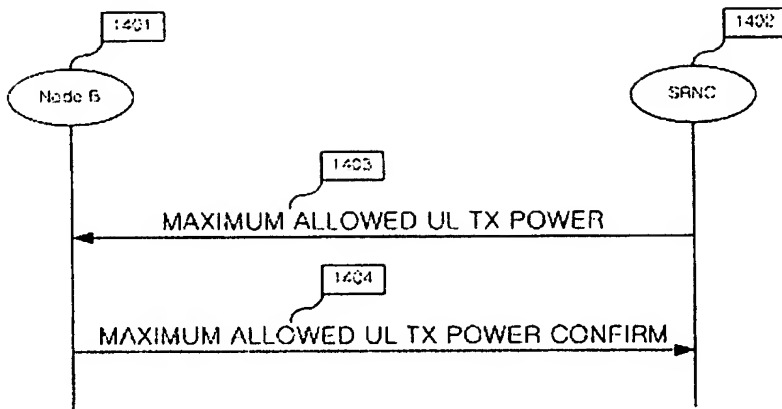 1401
1402
Node B
SRNC
1403
MAXIMUM ALLOWED UL TX POWER
1404
MAXIMUM ALLOWED UL TX POWER CONFIRM